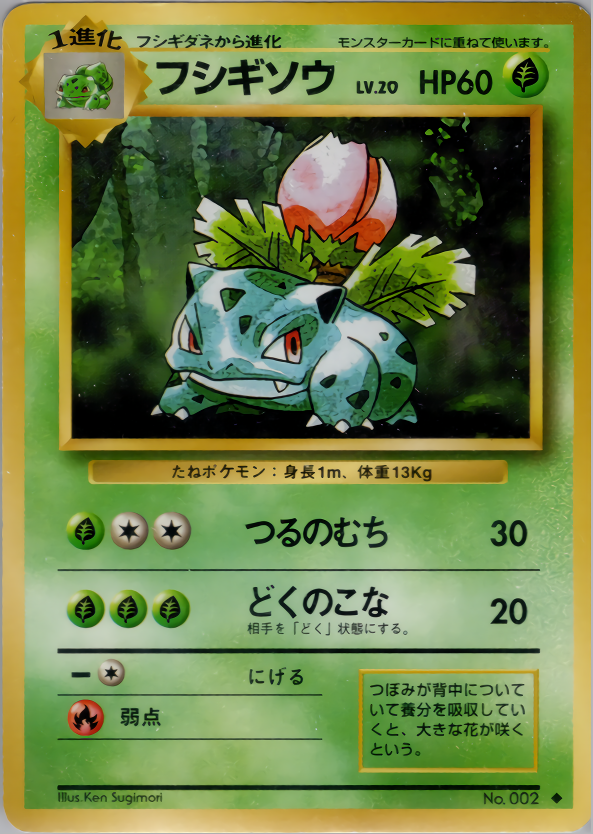 1進化
フシギダネから進化
モンスターカードに重ねて使います。
フシギソウ LV.20 HP60
たねポケモン：身長1m、体重13Kg
つるのむち 30
どくのこな 20
相手を「どく」状態にする。
ー にげる
弱点
つぼみが背中についていて養分を吸収していくと、大きな花が咲くという。
Illus.Ken Sugimori
No. 002 ◆